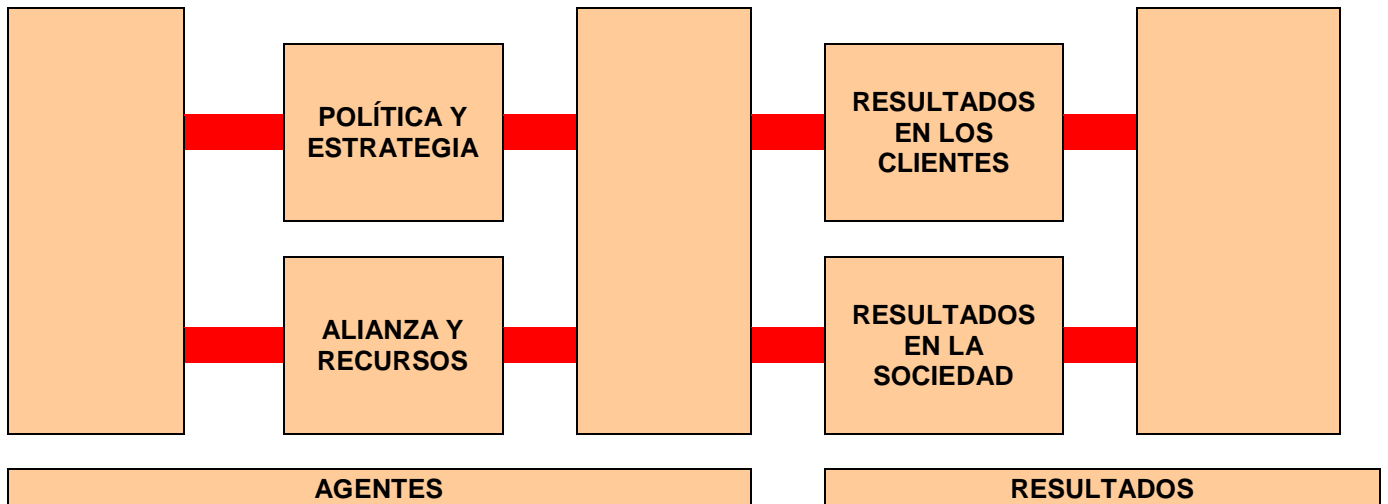 POLÍTICA Y
ESTRATEGIA
RESULTADOS
EN LOS
CLIENTES
ALIANZA Y
RECURSOS
RESULTADOS
EN LA
SOCIEDAD
AGENTES
RESULTADOS